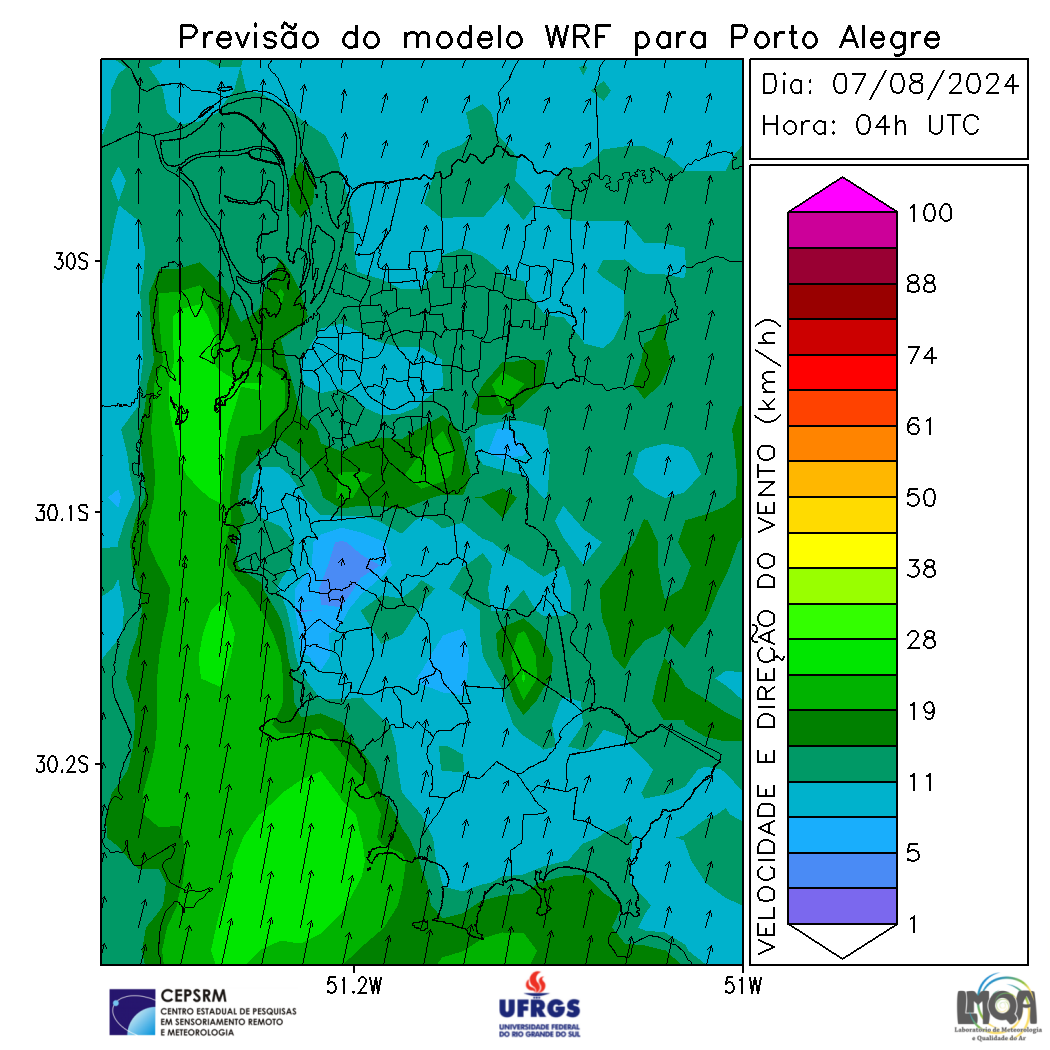 Previsão do modelo WRF para Porto Alegre
Dia: 07/08/2024
Hora: 04h UTC
30S
30.1S
30.2S
51.2W
51W
VELOCIDADE E DIREÇÃO DO VENTO (km/h)
100
88
74
61
50
38
28
19
11
5
1
CEPSRM
CENTRO ESTADUAL DE PESQUISAS
EM SENSORIAMENTO REMOTO
E METEOROLOGIA
UFRGS
UNIVERSIDADE FEDERAL
DO RIO GRANDE DO SUL
LMQA
Laboratório de Meteorologia
e Qualidade do Ar